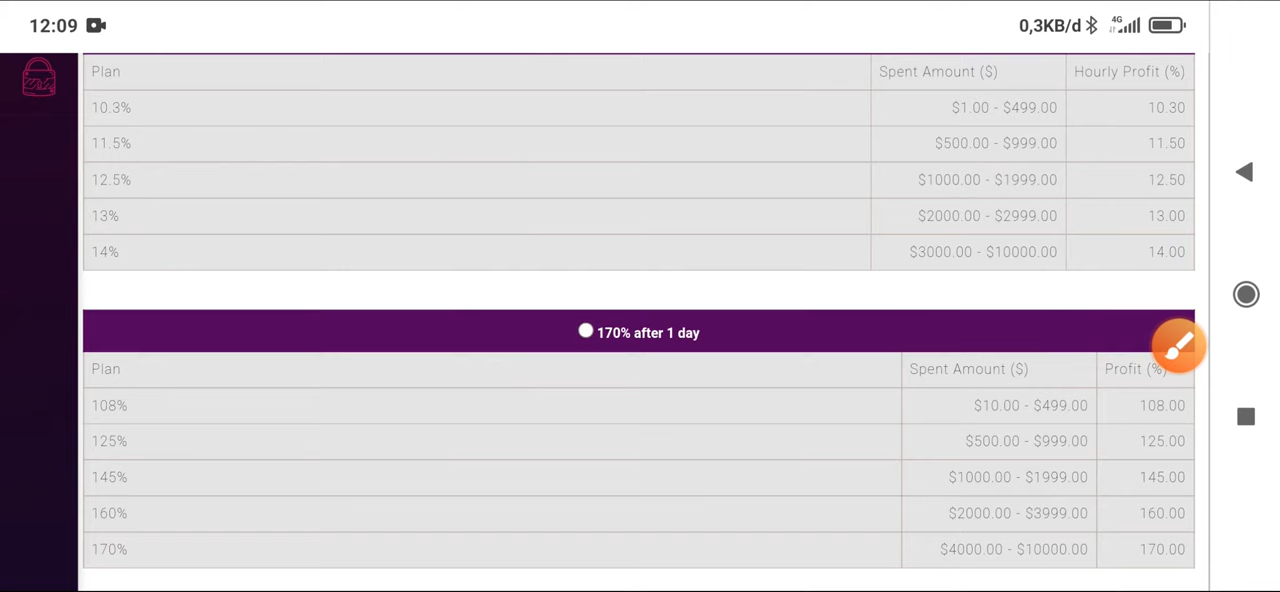 12:09 0,3KB/d 4G
Plan Spent Amount ($) Hourly Profit (%)
10.3% $1.00 - $499.00 10.30
11.5% $500.00 - $999.00 11.50
12.5% $1000.00 - $1999.00 12.50
13% $2000.00 - $2999.00 13.00
14% $3000.00 - $10000.00 14.00
170% after 1 day
Plan Spent Amount ($) Profit (%)
108% $10.00 - $499.00 108.00
125% $500.00 - $999.00 125.00
145% $1000.00 - $1999.00 145.00
160% $2000.00 - $3999.00 160.00
170% $4000.00 - $10000.00 170.00